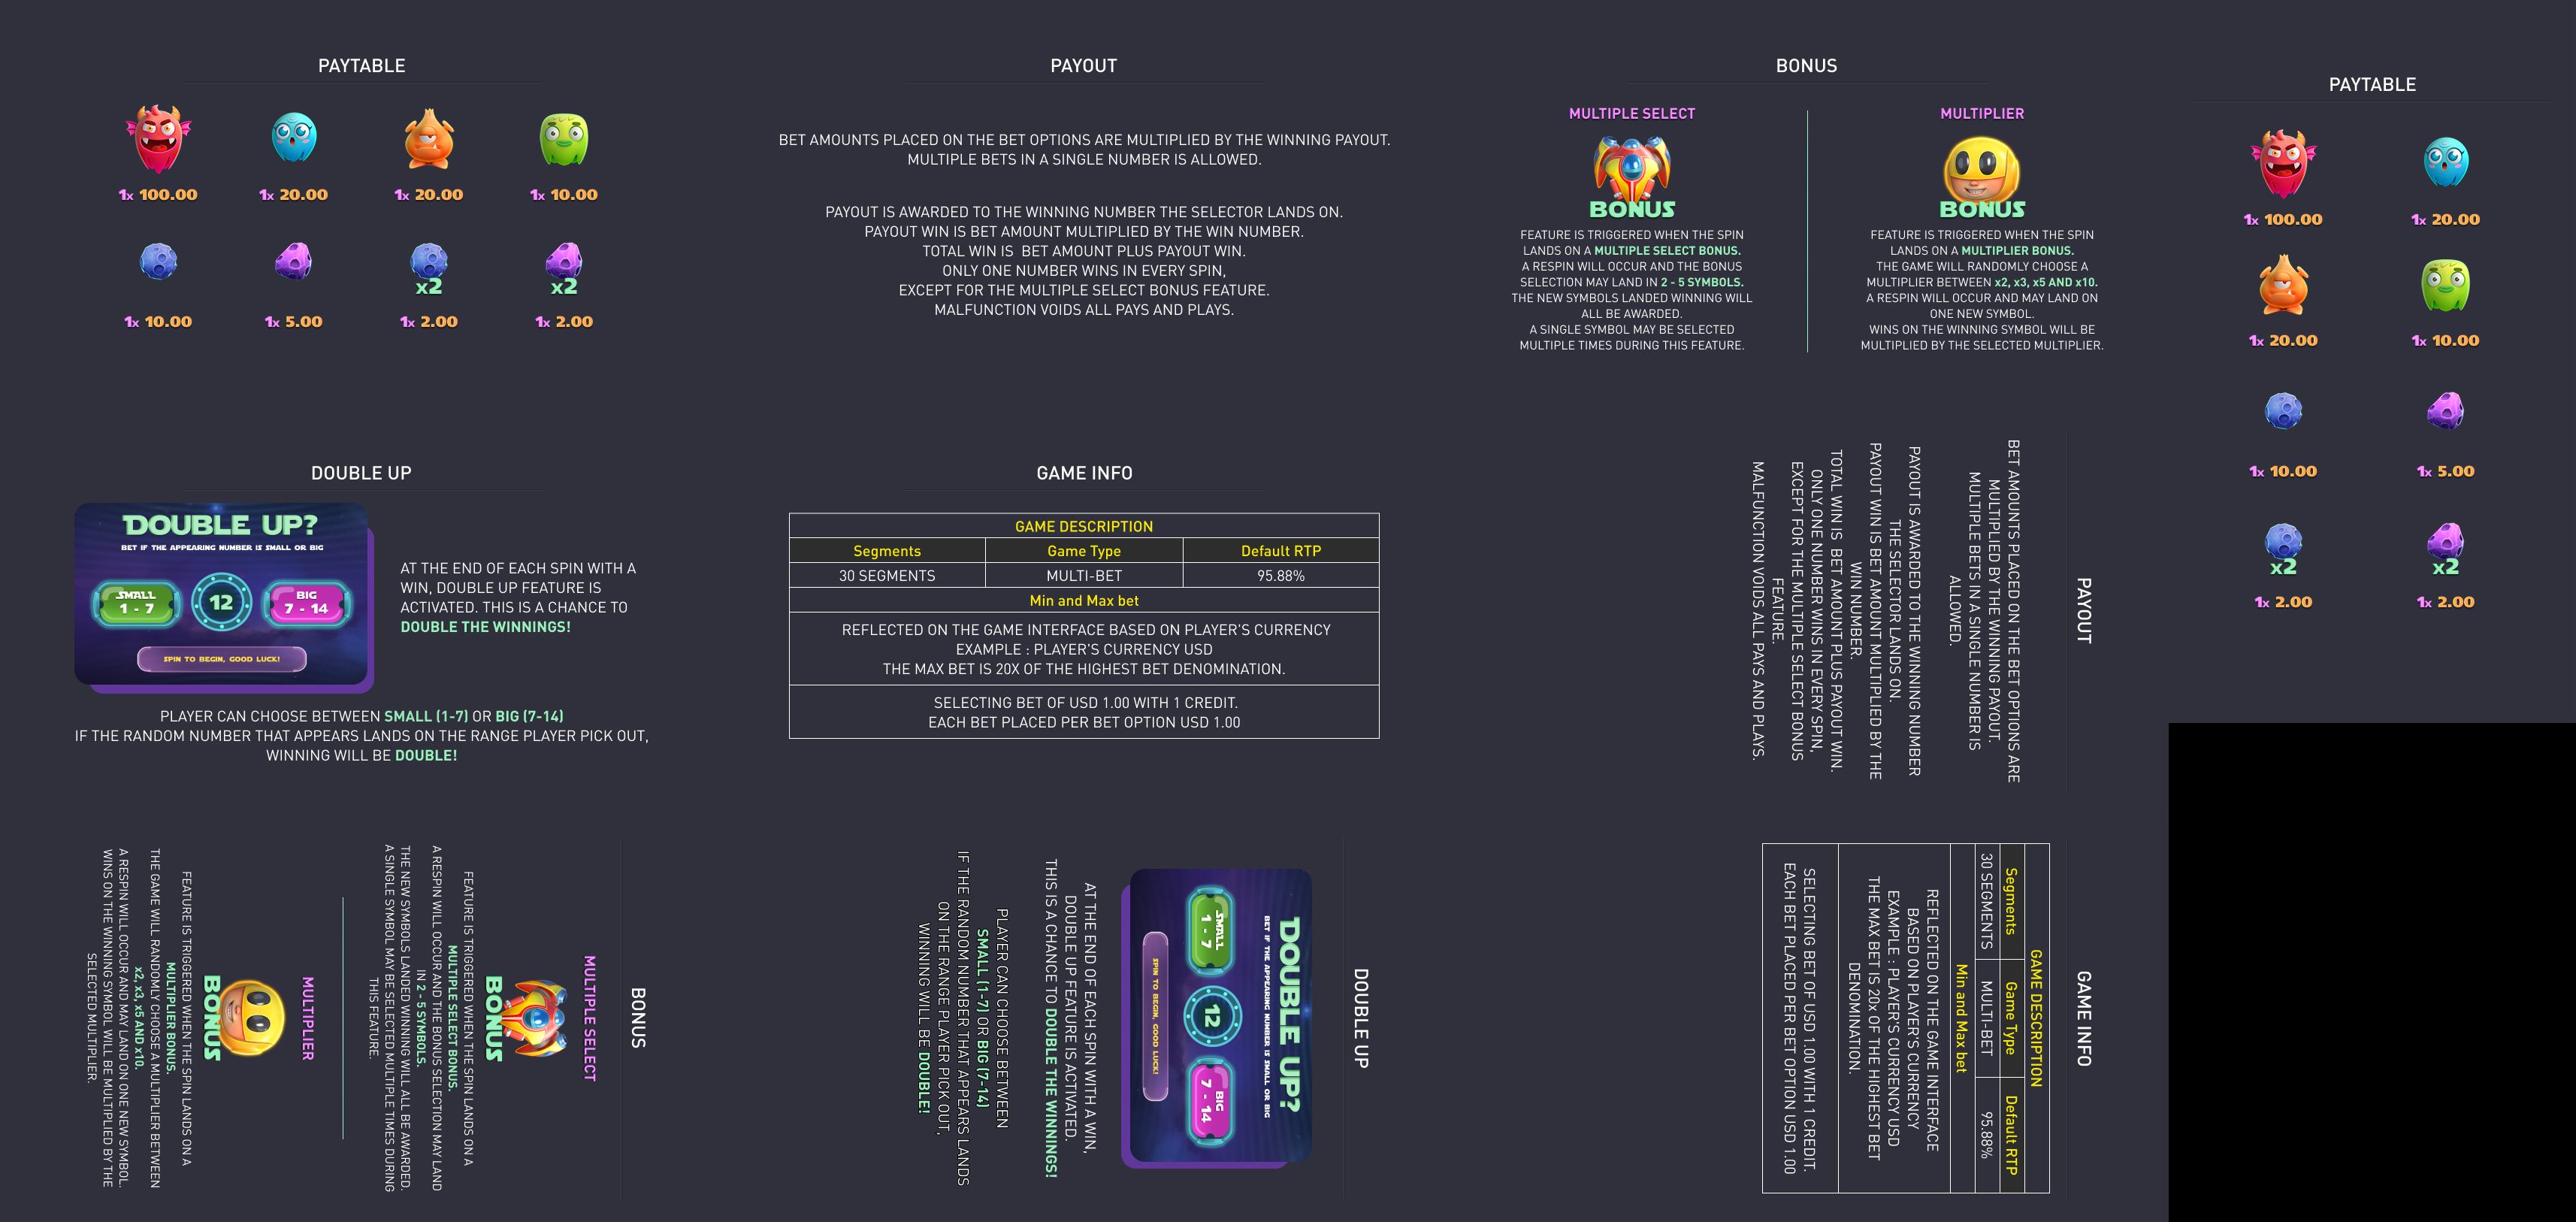 PAYTABLE
1x 100.00
1x 20.00
1x 20.00
1x 10.00
x2
x2
1x 10.00
1x 5.00
1x 2.00
1x 2.00
PAYOUT
BET AMOUNTS PLACED ON THE BET OPTIONS ARE MULTIPLIED BY THE WINNING PAYOUT.
MULTIPLE BETS IN A SINGLE NUMBER IS ALLOWED.
PAYOUT IS AWARDED TO THE WINNING NUMBER THE SELECTOR LANDS ON.
PAYOUT WIN IS BET AMOUNT MULTIPLIED BY THE WIN NUMBER.
TOTAL WIN IS BET AMOUNT PLUS PAYOUT WIN.
ONLY ONE NUMBER WINS IN EVERY SPIN,
EXCEPT FOR THE MULTIPLE SELECT BONUS FEATURE.
MALFUNCTION VOIDS ALL PAYS AND PLAYS.
BONUS
MULTIPLE SELECT
BONUS
FEATURE IS TRIGGERED WHEN THE SPIN
LANDS ON A MULTIPLE SELECT BONUS.
A RESPIN WILL OCCUR AND THE BONUS
SELECTION MAY LAND IN 2 - 5 SYMBOLS.
THE NEW SYMBOLS LANDED WINNING WILL
ALL BE AWARDED.
A SINGLE SYMBOL MAY BE SELECTED
MULTIPLE TIMES DURING THIS FEATURE.
MULTIPLIER
BONUS
FEATURE IS TRIGGERED WHEN THE SPIN
LANDS ON A MULTIPLIER BONUS.
THE GAME WILL RANDOMLY CHOOSE A
MULTIPLIER BETWEEN x2, x3, x5 AND x10.
A RESPIN WILL OCCUR AND MAY LAND ON
ONE NEW SYMBOL.
WINS ON THE WINNING SYMBOL WILL BE
MULTIPLIED BY THE SELECTED MULTIPLIER.
PAYTABLE
1x 100.00
1x 20.00
1x 20.00
1x 10.00
1x 10.00
1x 5.00
x2
x2
1x 2.00
1x 2.00
DOUBLE UP
DOUBLE UP?
BET IF THE APPEARING NUMBER IS SMALL OR BIG
SMALL
1 - 7
12
BIG
7 - 14
SPIN TO BEGIN, GOOD LUCK!
AT THE END OF EACH SPIN WITH A
WIN, DOUBLE UP FEATURE IS
ACTIVATED. THIS IS A CHANCE TO
DOUBLE THE WINNINGS!
PLAYER CAN CHOOSE BETWEEN SMALL (1-7) OR BIG (7-14)
IF THE RANDOM NUMBER THAT APPEARS LANDS ON THE RANGE PLAYER PICK OUT,
WINNING WILL BE DOUBLE!
GAME INFO
GAME DESCRIPTION
Segments
Game Type
Default RTP
30 SEGMENTS
MULTI-BET
95.88%
Min and Max bet
REFLECTED ON THE GAME INTERFACE BASED ON PLAYER'S CURRENCY
EXAMPLE : PLAYER'S CURRENCY USD
THE MAX BET IS 20X OF THE HIGHEST BET DENOMINATION.
SELECTING BET OF USD 1.00 WITH 1 CREDIT.
EACH BET PLACED PER BET OPTION USD 1.00
PAYOUT
BET AMOUNTS PLACED ON THE BET OPTIONS ARE
MULTIPLIED BY THE WINNING PAYOUT.
MULTIPLE BETS IN A SINGLE NUMBER IS
ALLOWED.
PAYOUT IS AWARDED TO THE WINNING NUMBER
THE SELECTOR LANDS ON.
PAYOUT WIN IS BET AMOUNT MULTIPLIED BY THE
WIN NUMBER.
TOTAL WIN IS BET AMOUNT PLUS PAYOUT WIN.
ONLY ONE NUMBER WINS IN EVERY SPIN,
EXCEPT FOR THE MULTIPLE SELECT BONUS
FEATURE.
MALFUNCTION VOIDS ALL PAYS AND PLAYS.
BONUS
MULTIPLE SELECT
BONUS
FEATURE IS TRIGGERED WHEN THE SPIN LANDS ON A
MULTIPLE SELECT BONUS.
A RESPIN WILL OCCUR AND THE BONUS SELECTION MAY LAND
IN 2 - 5 SYMBOLS.
THE NEW SYMBOLS LANDED WINNING WILL ALL BE AWARDED.
A SINGLE SYMBOL MAY BE SELECTED MULTIPLE TIMES DURING
THIS FEATURE.
MULTIPLIER
BONUS
FEATURE IS TRIGGERED WHEN THE SPIN LANDS ON A
MULTIPLIER BONUS.
THE GAME WILL RANDOMLY CHOOSE A MULTIPLIER BETWEEN
x2, x3, x5 AND x10.
A RESPIN WILL OCCUR AND MAY LAND ON ONE NEW SYMBOL.
WINS ON THE WINNING SYMBOL WILL BE MULTIPLIED BY THE
SELECTED MULTIPLIER.
DOUBLE UP
DOUBLE UP?
BET IF THE APPEARING NUMBER IS SMALL OR BIG
SMALL
1 - 7
12
BIG
7 - 14
SPIN TO BEGIN, GOOD LUCK!
AT THE END OF EACH SPIN WITH A WIN,
DOUBLE UP FEATURE IS ACTIVATED.
THIS IS A CHANCE TO DOUBLE THE WINNINGS!
PLAYER CAN CHOOSE BETWEEN
SMALL (1-7) OR BIG (7-14)
IF THE RANDOM NUMBER THAT APPEARS LANDS
ON THE RANGE PLAYER PICK OUT,
WINNING WILL BE DOUBLE!
GAME INFO
GAME DESCRIPTION
Segments
Game Type
Default RTP
30 SEGMENTS
MULTI-BET
95.88%
Min and Max bet
REFLECTED ON THE GAME INTERFACE
BASED ON PLAYER'S CURRENCY
EXAMPLE : PLAYER'S CURRENCY USD
THE MAX BET IS 20x OF THE HIGHEST BET
DENOMINATION.
SELECTING BET OF USD 1.00 WITH 1 CREDIT.
EACH BET PLACED PER BET OPTION USD 1.00